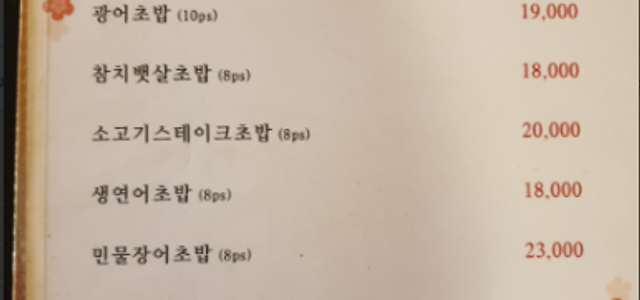 광어초밥 (10ps) 19,000
참치뱃살초밥 (8ps) 18,000
소고기스테이크초밥 (8ps) 20,000
생연어초밥 (8ps) 18,000
민물장어초밥 (8ps) 23,000